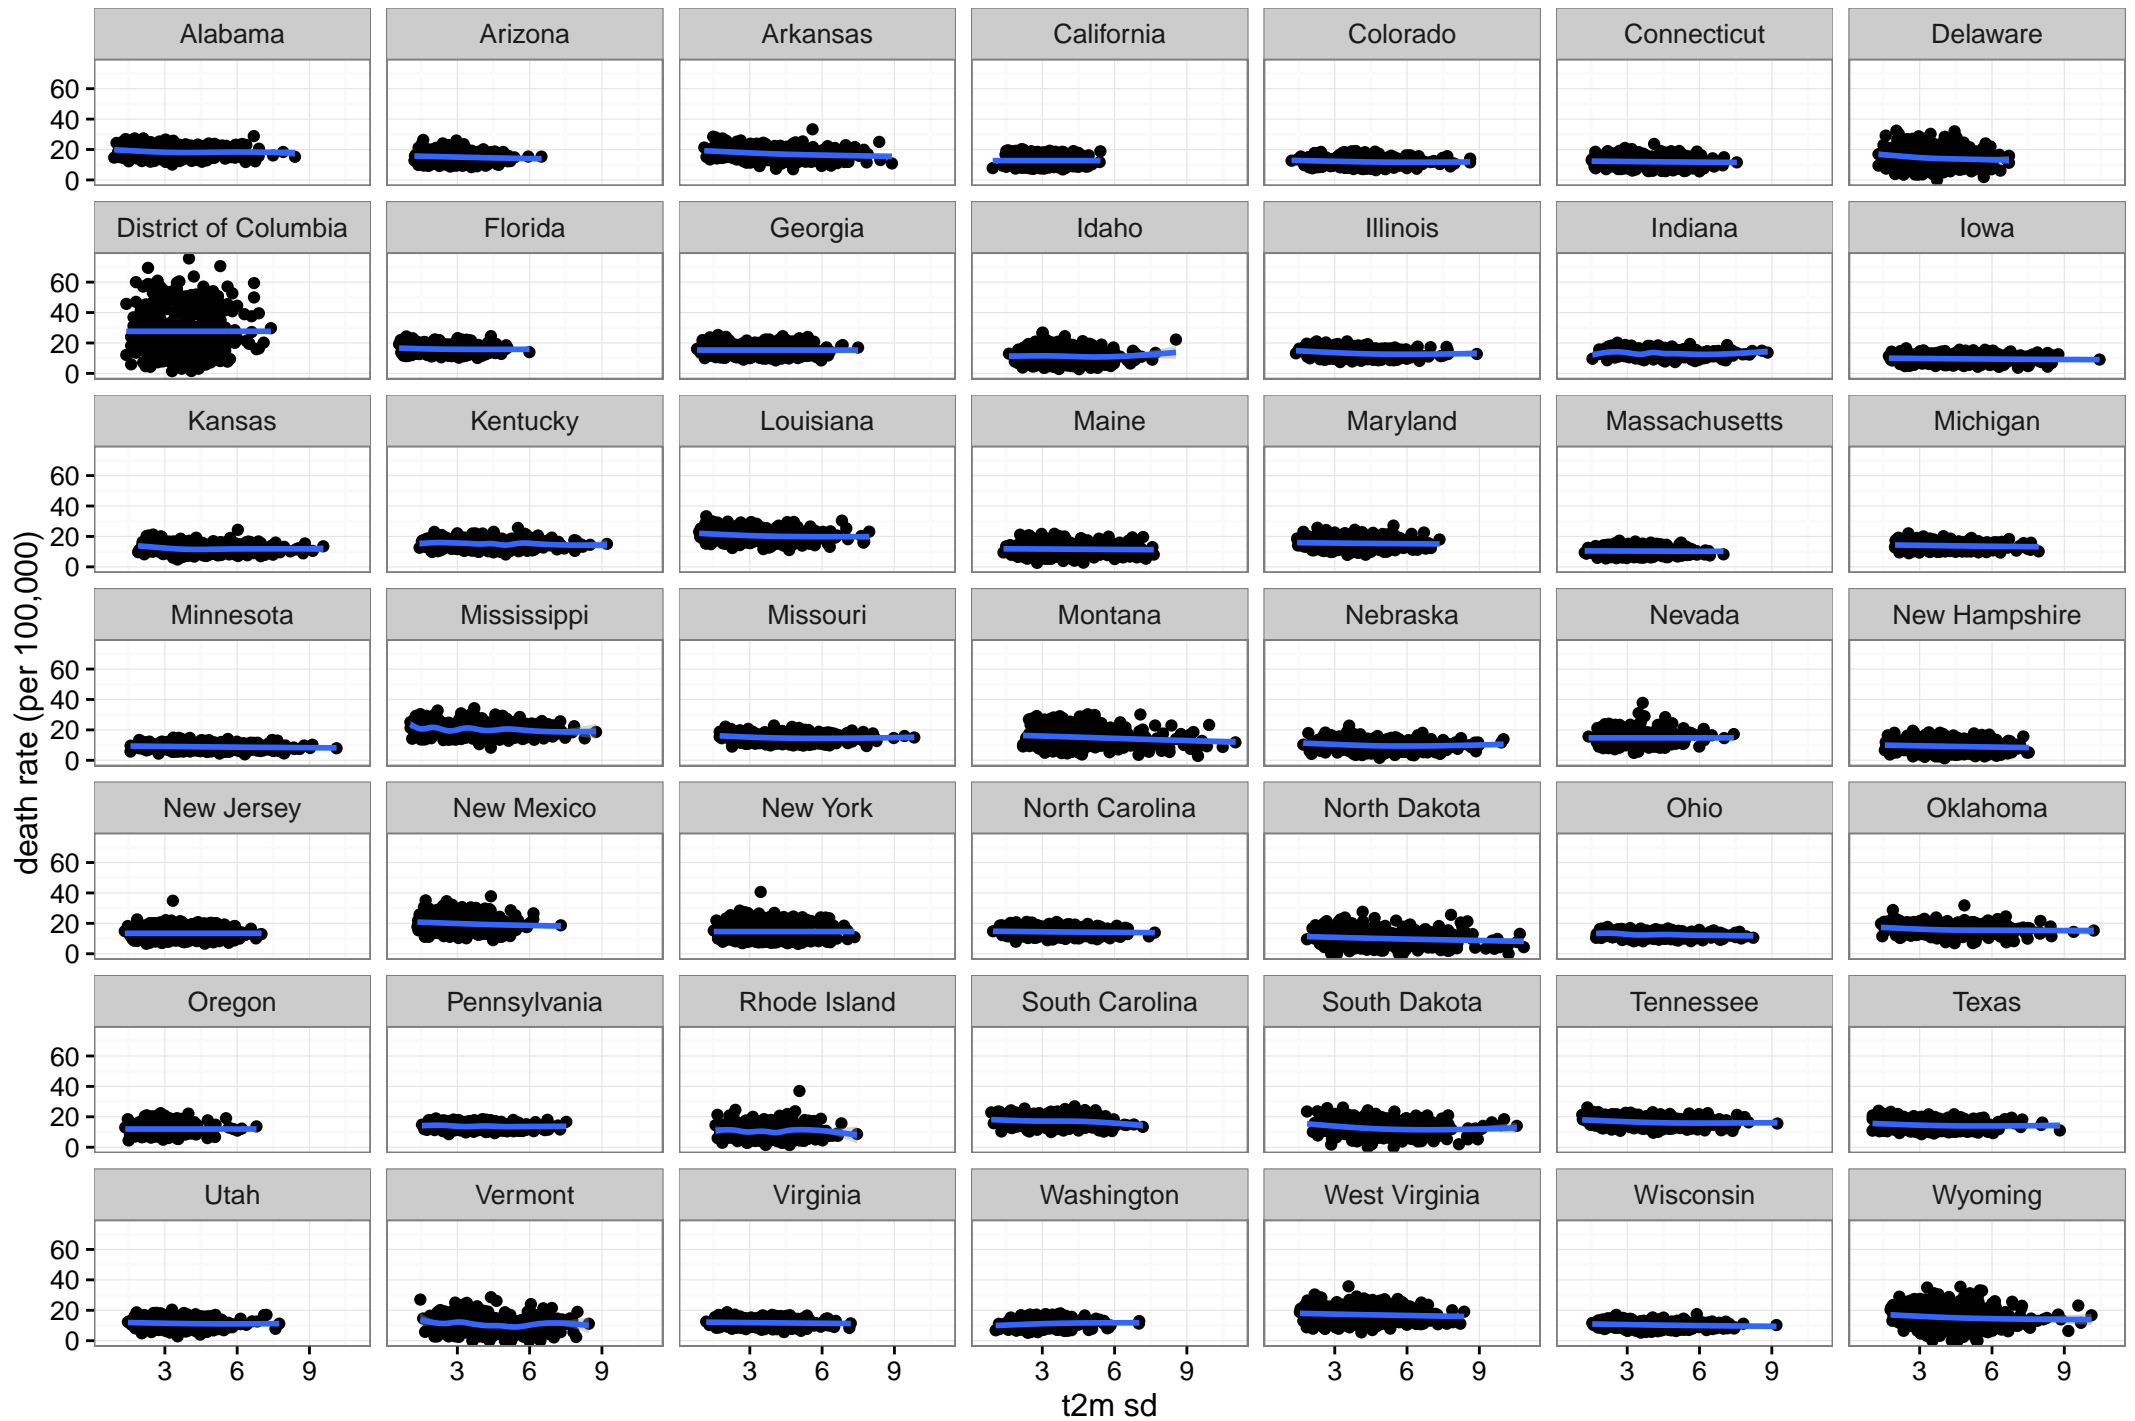 Alabama Arizona Arkansas California Colorado Connecticut Delaware
60
40
20
0
District of Columbia Florida Georgia Idaho Illinois Indiana Iowa
60
40
20
0
Kansas Kentucky Louisiana Maine Maryland Massachusetts Michigan
60
40
20
0
death rate (per 100,000)
Minnesota Mississippi Missouri Montana Nebraska Nevada New Hampshire
60
40
20
0
New Jersey New Mexico New York North Carolina North Dakota Ohio Oklahoma
60
40
20
0
Oregon Pennsylvania Rhode Island South Carolina South Dakota Tennessee Texas
60
40
20
0
Utah Vermont Virginia Washington West Virginia Wisconsin Wyoming
60
40
20
0
3 6 9 3 6 9 3 6 9 3 6 9 3 6 9 3 6 9 3 6 9
t2m sd